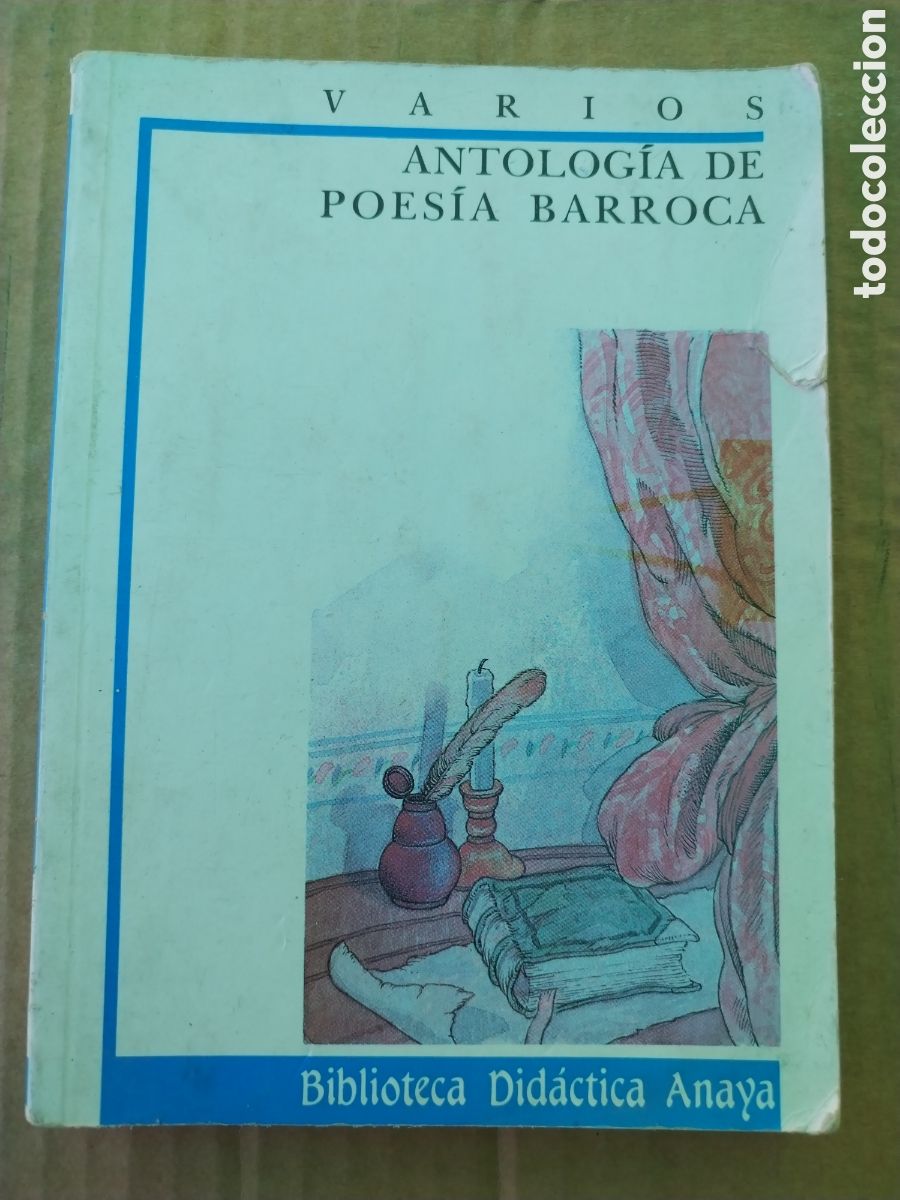 VARIOS
ANTOLOGÍA DE
POESÍA BARROCA
Biblioteca Didáctica Anaya
todocoleccion